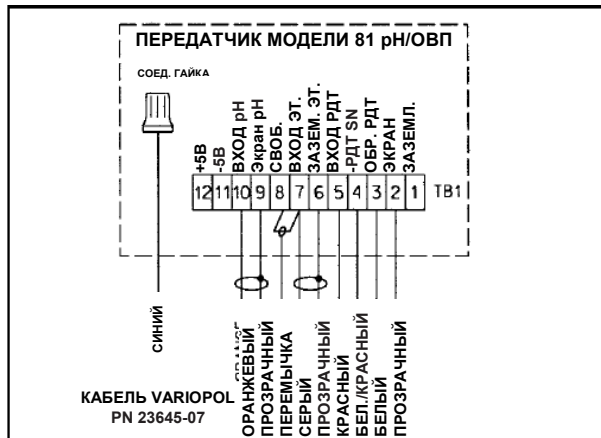 ПЕРЕДАТЧИК МОДЕЛИ 81 pH/ОВП
СОЕД. ГАЙКА
+5В
-5В
ВХОД pH
Экран pH
СВОБ.
ВХОД ЭТ.
ЗАЗЕМ. ЭТ.
ВХОД РДТ
-РДТ SN
ОБР. РДТ
ЭКРАН
ЗАЗЕМЛ.
12 11 10 9 8 7 6 5 4 3 2 1 TB1
СИНИЙ
ОРАНЖЕВЫЙ
ПРОЗРАЧНЫЙ
ПЕРЕМЫЧКА
СЕРЫЙ
ПРОЗРАЧНЫЙ
КРАСНЫЙ
БЕЛ./КРАСНЫЙ
БЕЛЫЙ
ПРОЗРАЧНЫЙ
КАБЕЛЬ VARIOPOL
PN 23645-07